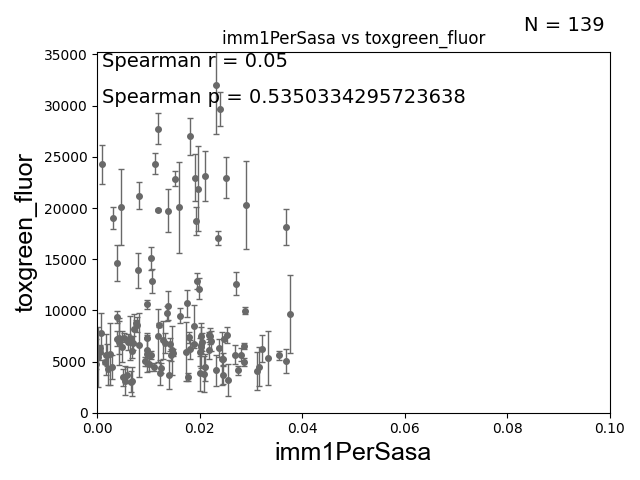 N = 139
imm1PerSasa vs toxgreen_fluor
Spearman r = 0.05
Spearman p = 0.5350334295723638
35000
30000
25000
20000
15000
10000
5000
0
toxgreen_fluor
0.00 0.02 0.04 0.06 0.08 0.10
imm1PerSasa